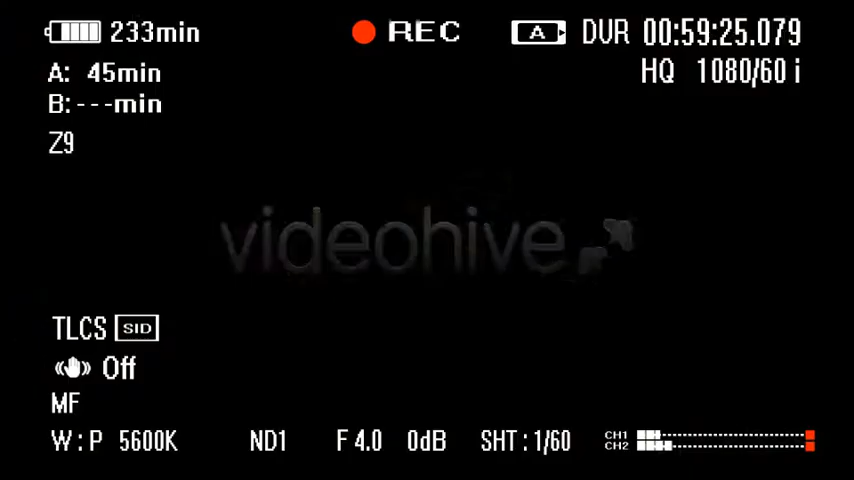 233min REC A DUR 00:59:25.079
A: 45min HQ 1080/60 i
B:---min
Z9
videohive
TLCS SID
Off
MF
W:P 5600K ND1 F 4.0 0dB SHT:1/60 CH1
CH2